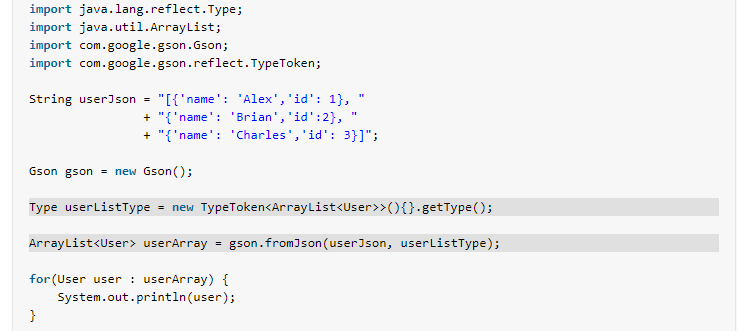 import java.lang.reflect.Type;
import java.util.ArrayList;
import com.google.gson.Gson;
import com.google.gson.reflect.TypeToken;

String userJson = "[{'name': 'Alex','id': 1}, "
                + "{'name': 'Brian','id':2}, "
                + "{'name': 'Charles','id': 3}]";

Gson gson = new Gson();

Type userListType = new TypeToken<ArrayList<User>>(){}.getType();

ArrayList<User> userArray = gson.fromJson(userJson, userListType);

for(User user : userArray) {
    System.out.println(user);
}